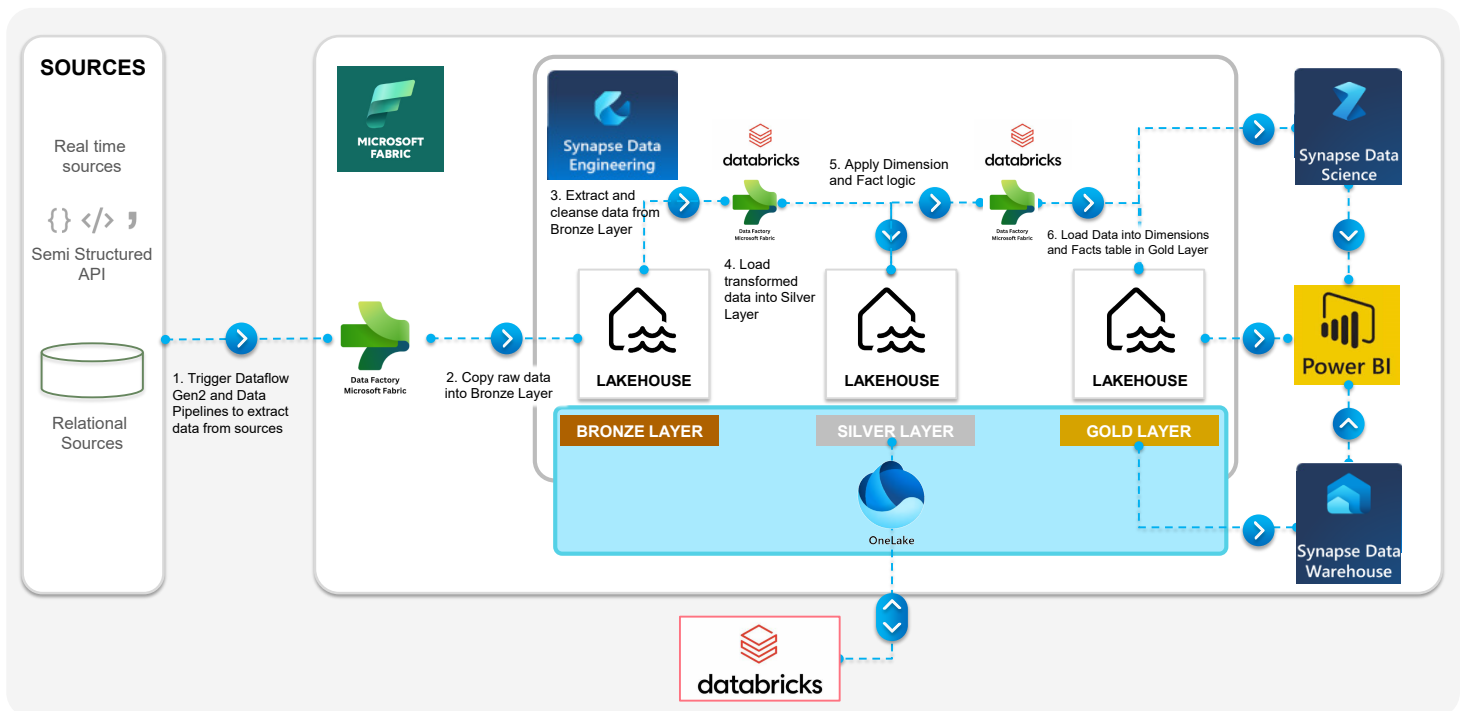 SOURCES
Real time
sources
{} </> ,
Semi Structured
API
Relational
Sources
1. Trigger Dataflow
Gen2 and Data
Pipelines to extract
data from sources
MICROSOFT
FABRIC
Data Factory
Microsoft Fabric
2. Copy raw data
into Bronze Layer
Synapse Data
Engineering
3. Extract and
cleanse data from
Bronze Layer
databricks
Data Factory
Microsoft Fabric
4. Load
transformed
data into Silver
Layer
5. Apply Dimension
and Fact logic
databricks
Data Factory
Microsoft Fabric
6. Load Data into Dimensions
and Facts table in Gold Layer
LAKEHOUSE
LAKEHOUSE
LAKEHOUSE
BRONZE LAYER
SILVER LAYER
GOLD LAYER
OneLake
Synapse Data
Science
Power BI
Synapse Data
Warehouse
databricks